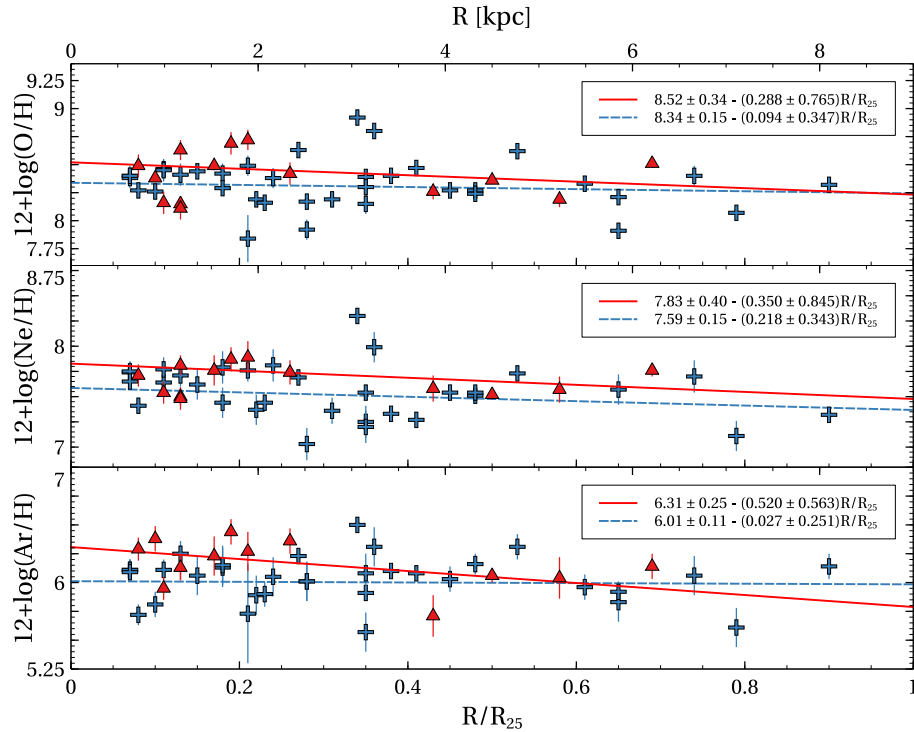 R [kpc]
0 2 4 6 8
12+log(O/H)
9.25
9
8
7.75
8.52 ± 0.34 - (0.288 ± 0.765)R/R25
8.34 ± 0.15 - (0.094 ± 0.347)R/R25
12+log(Ne/H)
8.75
8
7
7.83 ± 0.40 - (0.350 ± 0.845)R/R25
7.59 ± 0.15 - (0.218 ± 0.343)R/R25
12+log(Ar/H)
7
6
5.25
6.31 ± 0.25 - (0.520 ± 0.563)R/R25
6.01 ± 0.11 - (0.027 ± 0.251)R/R25
0 0.2 0.4 0.6 0.8 1
R/R25